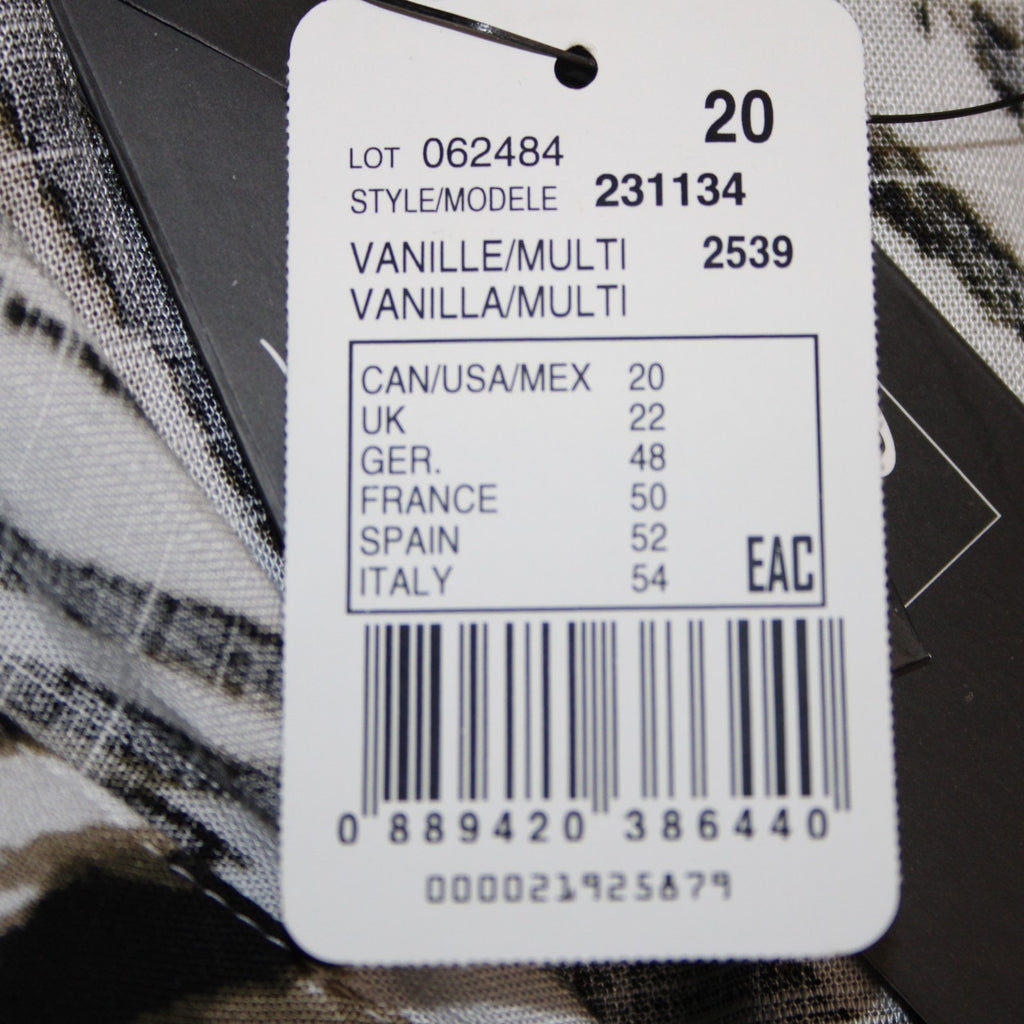 20
LOT 062484
STYLE/MODELE 231134
VANILLE/MULTI 2539
VANILLA/MULTI
CAN/USA/MEX 20
UK 22
GER. 48
FRANCE 50
SPAIN 52
ITALY 54
EAC
0 889420 386440
000021925879